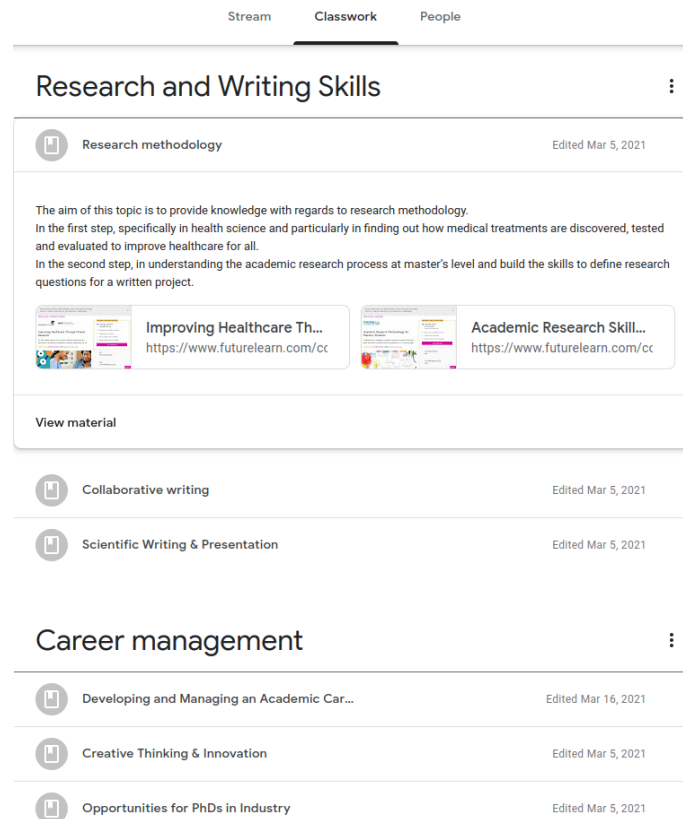 Stream Classwork People
Research and Writing Skills
Research methodology Edited Mar 5, 2021
The aim of this topic is to provide knowledge with regards to research methodology.
In the first step, specifically in health science and particularly in finding out how medical treatments are discovered, tested
and evaluated to improve healthcare for all.
In the second step, in understanding the academic research process at master's level and build the skills to define research
questions for a written project.
Improving Healthcare Th... Academic Research Skill...
https://www.futurelearn.com/cc https://www.futurelearn.com/cc
View material
Collaborative writing Edited Mar 5, 2021
Scientific Writing & Presentation Edited Mar 5, 2021
Career management
Developing and Managing an Academic Car... Edited Mar 16, 2021
Creative Thinking & Innovation Edited Mar 5, 2021
Opportunities for PhDs in Industry Edited Mar 5, 2021